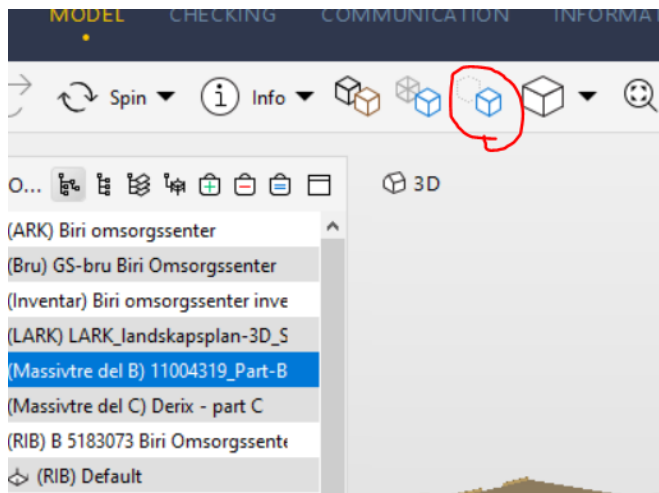 MODEL CHECKING COMMUNICATION INFORMAT
Spin Info
O... 3D
(ARK) Biri omsorgssenter
(Bru) GS-bru Biri Omsorgssenter
(Inventar) Biri omsorgssenter inve
(LARK) LARK_landskapsplan-3D_S
(Massivtre del B) 11004319_Part-B
(Massivtre del C) Derix - part C
(RIB) B 5183073 Biri Omsorgssente
(RIB) Default